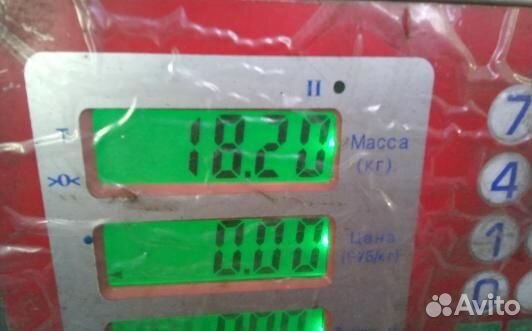 II
7
T 18.20 Масса
>0< (кг)
4
0.00 Цена
(РУБ/кг)
1
0
Avito